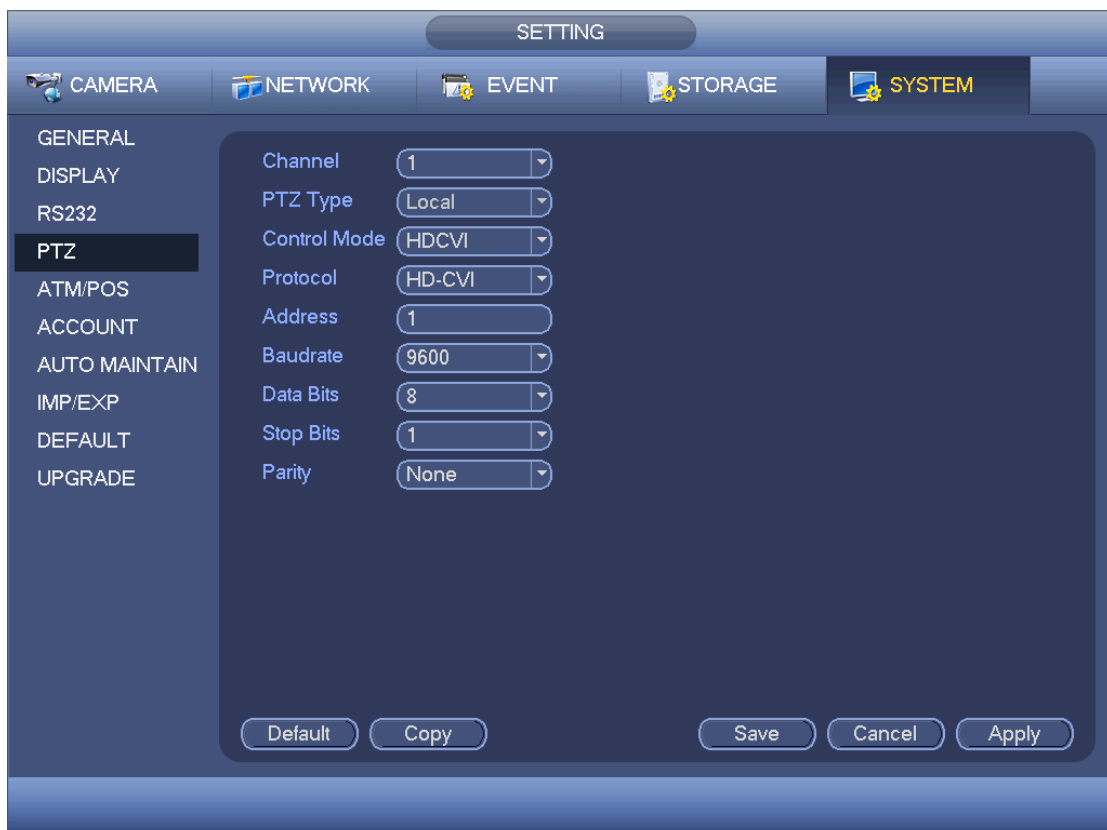 SETTING
CAMERA NETWORK EVENT STORAGE SYSTEM
GENERAL
DISPLAY
RS232
PTZ
ATM/POS
ACCOUNT
AUTO MAINTAIN
IMP/EXP
DEFAULT
UPGRADE
Channel 1
PTZ Type Local
Control Mode HDCVI
Protocol HD-CVI
Address 1
Baudrate 9600
Data Bits 8
Stop Bits 1
Parity None
Default Copy Save Cancel Apply